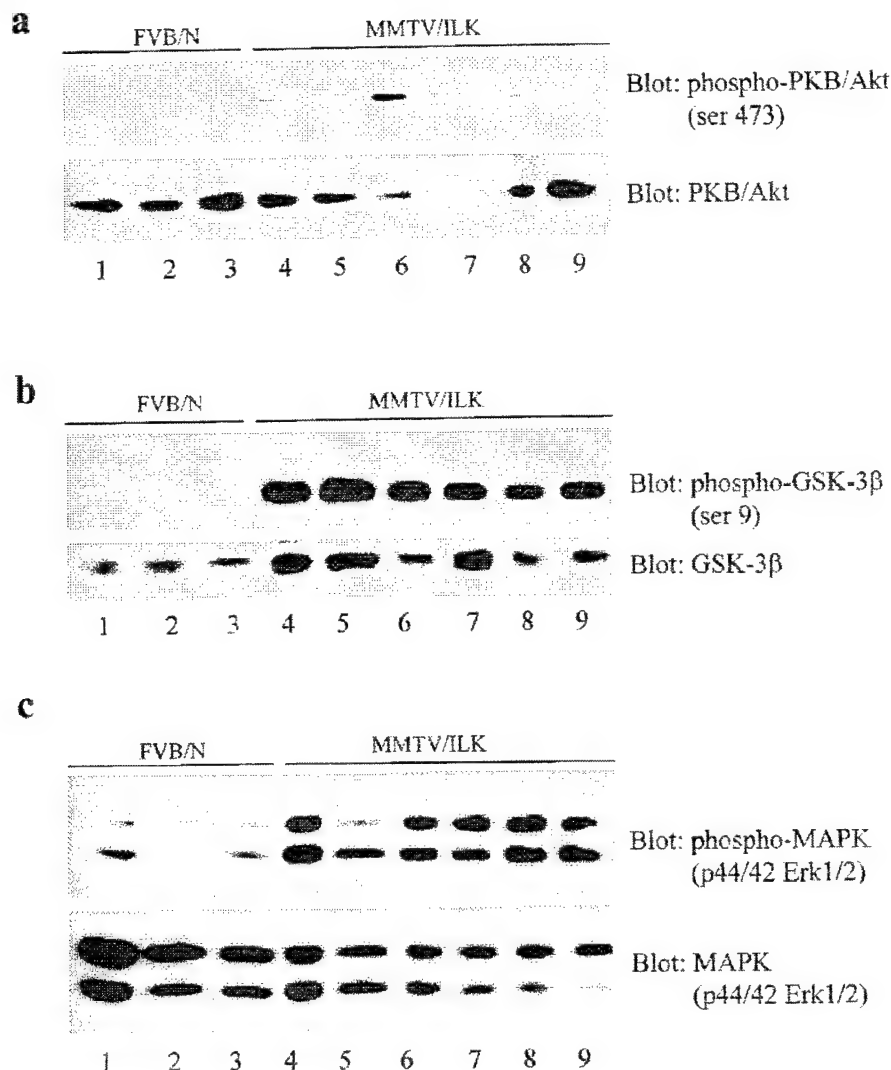 a
FVB/N MMTV/ILK
Blot: phospho-PKB/Akt
(ser 473)
Blot: PKB/Akt
1 2 3 4 5 6 7 8 9
b
FVB/N MMTV/ILK
Blot: phospho-GSK-3β
(ser 9)
Blot: GSK-3β
1 2 3 4 5 6 7 8 9
c
FVB/N MMTV/ILK
Blot: phospho-MAPK
(p44/42 Erk1/2)
Blot: MAPK
(p44/42 Erk1/2)
1 2 3 4 5 6 7 8 9